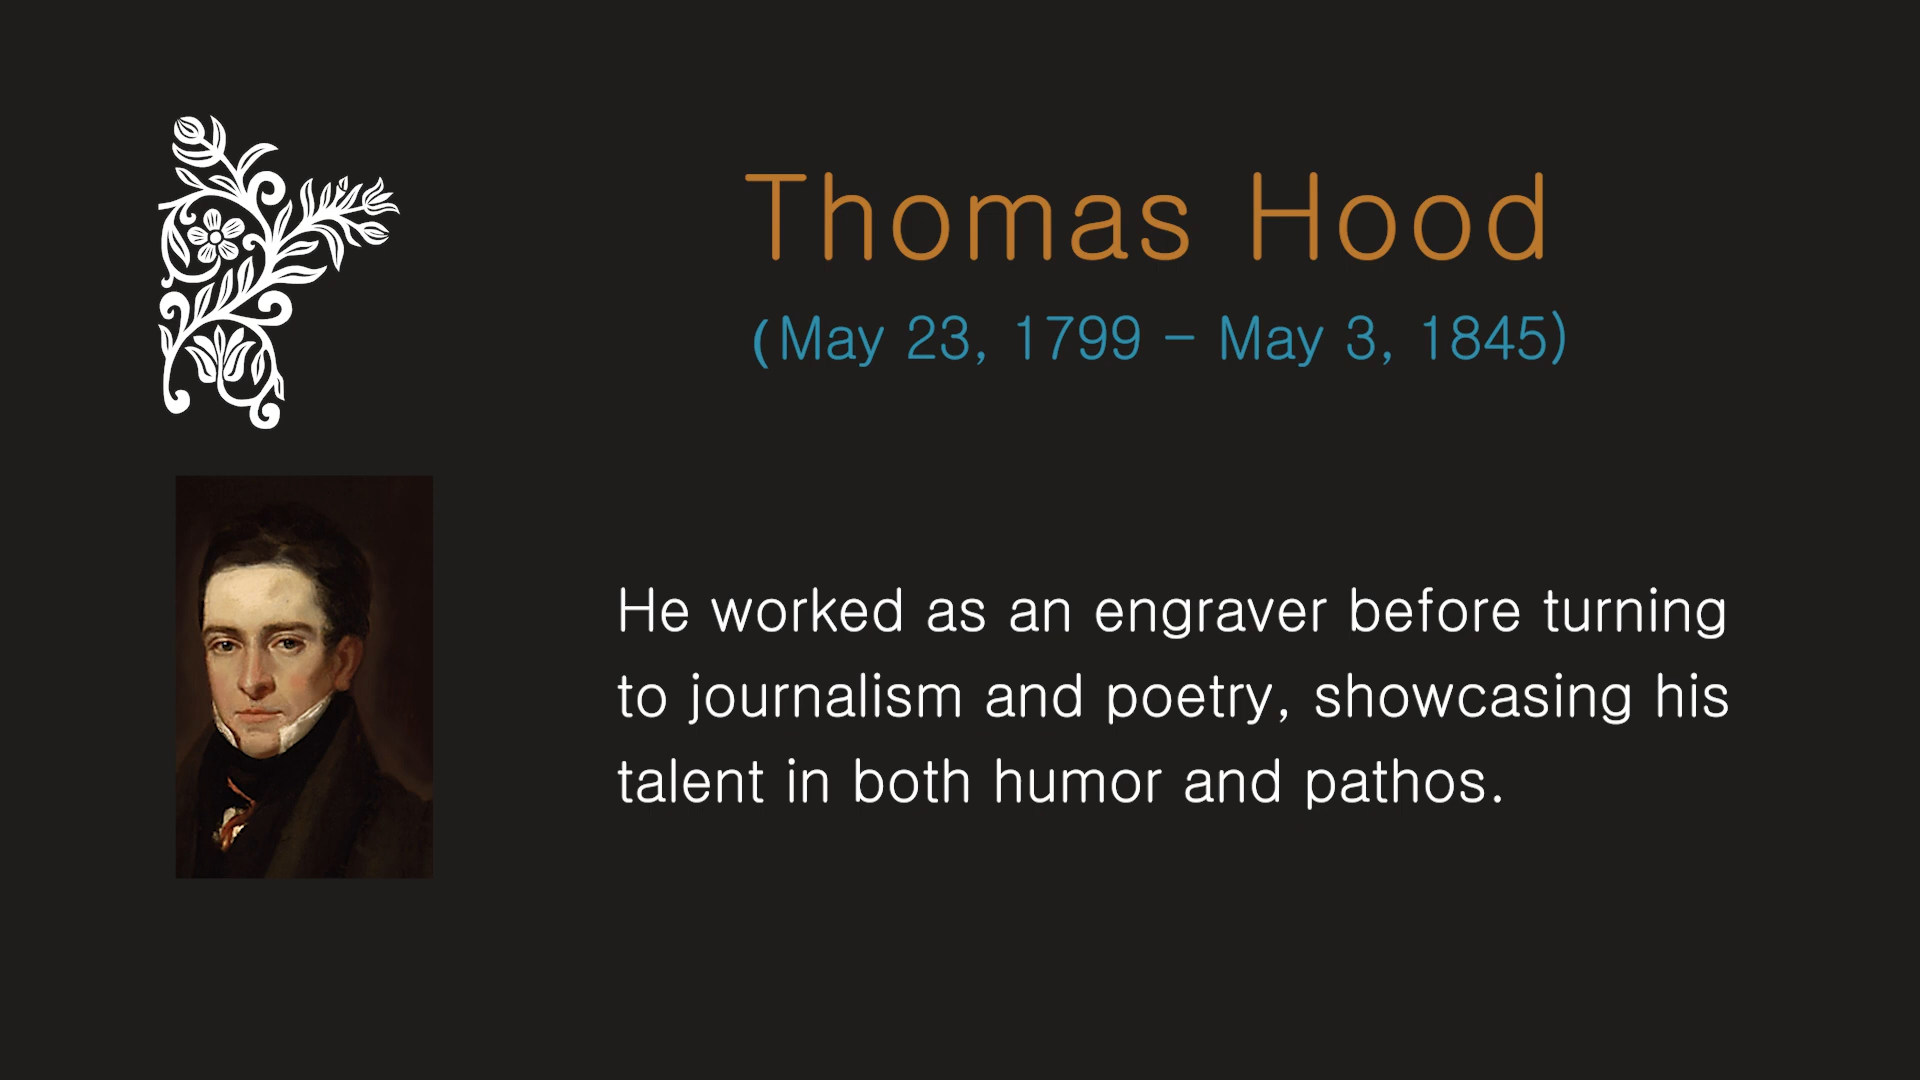 Thomas Hood
(May 23, 1799 – May 3, 1845)
He worked as an engraver before turning
to journalism and poetry, showcasing his
talent in both humor and pathos.